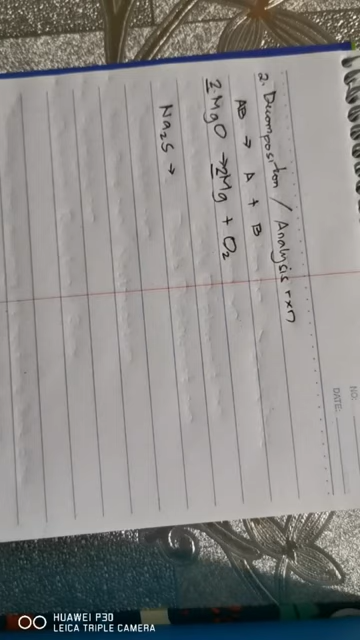 NO:
DATE:
2. Decomposition / Analysis rxn
AB → A + B
2MgO → 2Mg + O₂
Na₂S →
HUAWEI P30
LEICA TRIPLE CAMERA